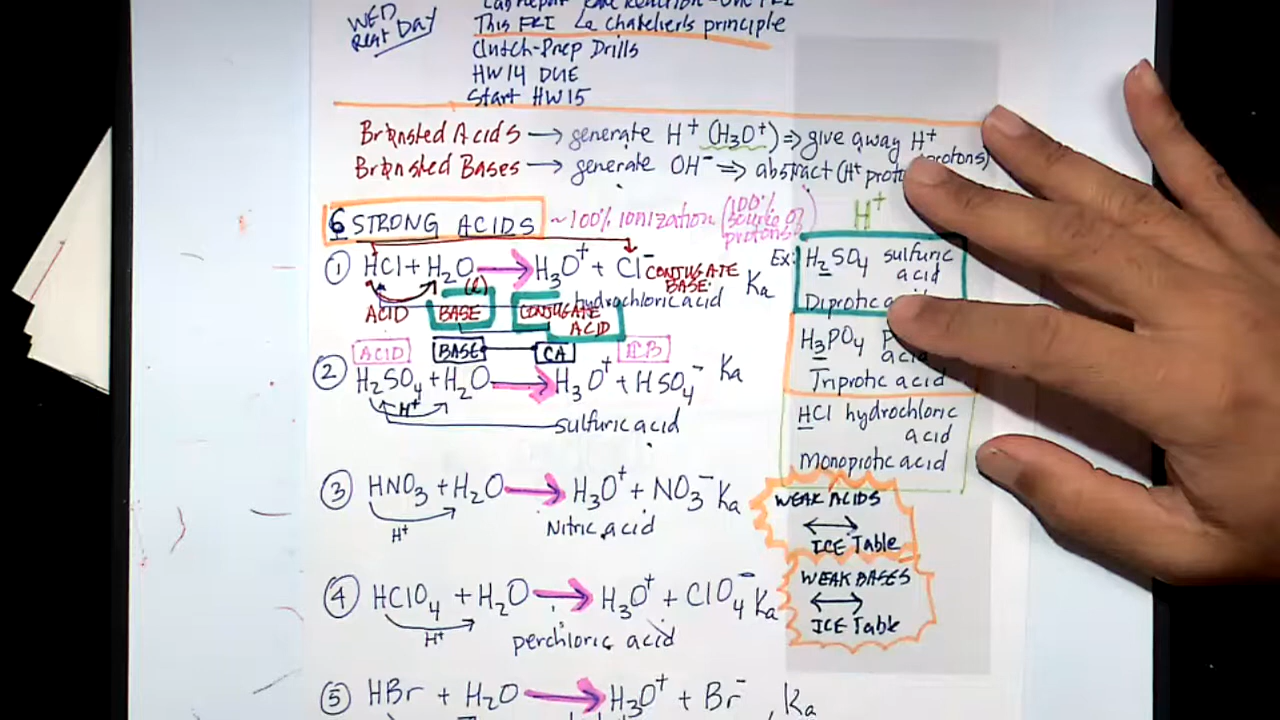 WED
Rest Day
This FRI Le Chatelier's principle
Clutch-Prep Drills
HW14 DUE
Start HW15
Brønsted Acids → generate H⁺ (H₃O⁺) ⇒ give away H⁺
(protons)
Brønsted Bases → generate OH⁻ ⇒ abstract (H⁺
6 STRONG ACIDS ~100% ionization (100% source of protons)
H⁺
① HCl + H₂O → H₃O⁺ + Cl⁻ CONJUGATE BASE Ka
(l)
hydrochloric acid
ACID BASE CONJUGATE ACID
ACID BASE CA CB
② H₂SO₄ + H₂O → H₃O⁺ + HSO₄⁻ Ka
H⁺
sulfuric acid
③ HNO₃ + H₂O → H₃O⁺ + NO₃⁻ Ka
H⁺
Nitric acid
④ HClO₄ + H₂O → H₃O⁺ + ClO₄⁻ Ka
H⁺
perchloric acid
⑤ HBr + H₂O → H₃O⁺ + Br⁻, Ka
Ex: H₂SO₄ sulfuric
acid
Diprotic
H₃PO₄
acid
Triprotic acid
HCl hydrochloric
acid
Monoprotic acid
WEAK ACIDS
↔
ICE Table
WEAK BASES
↔
ICE Table